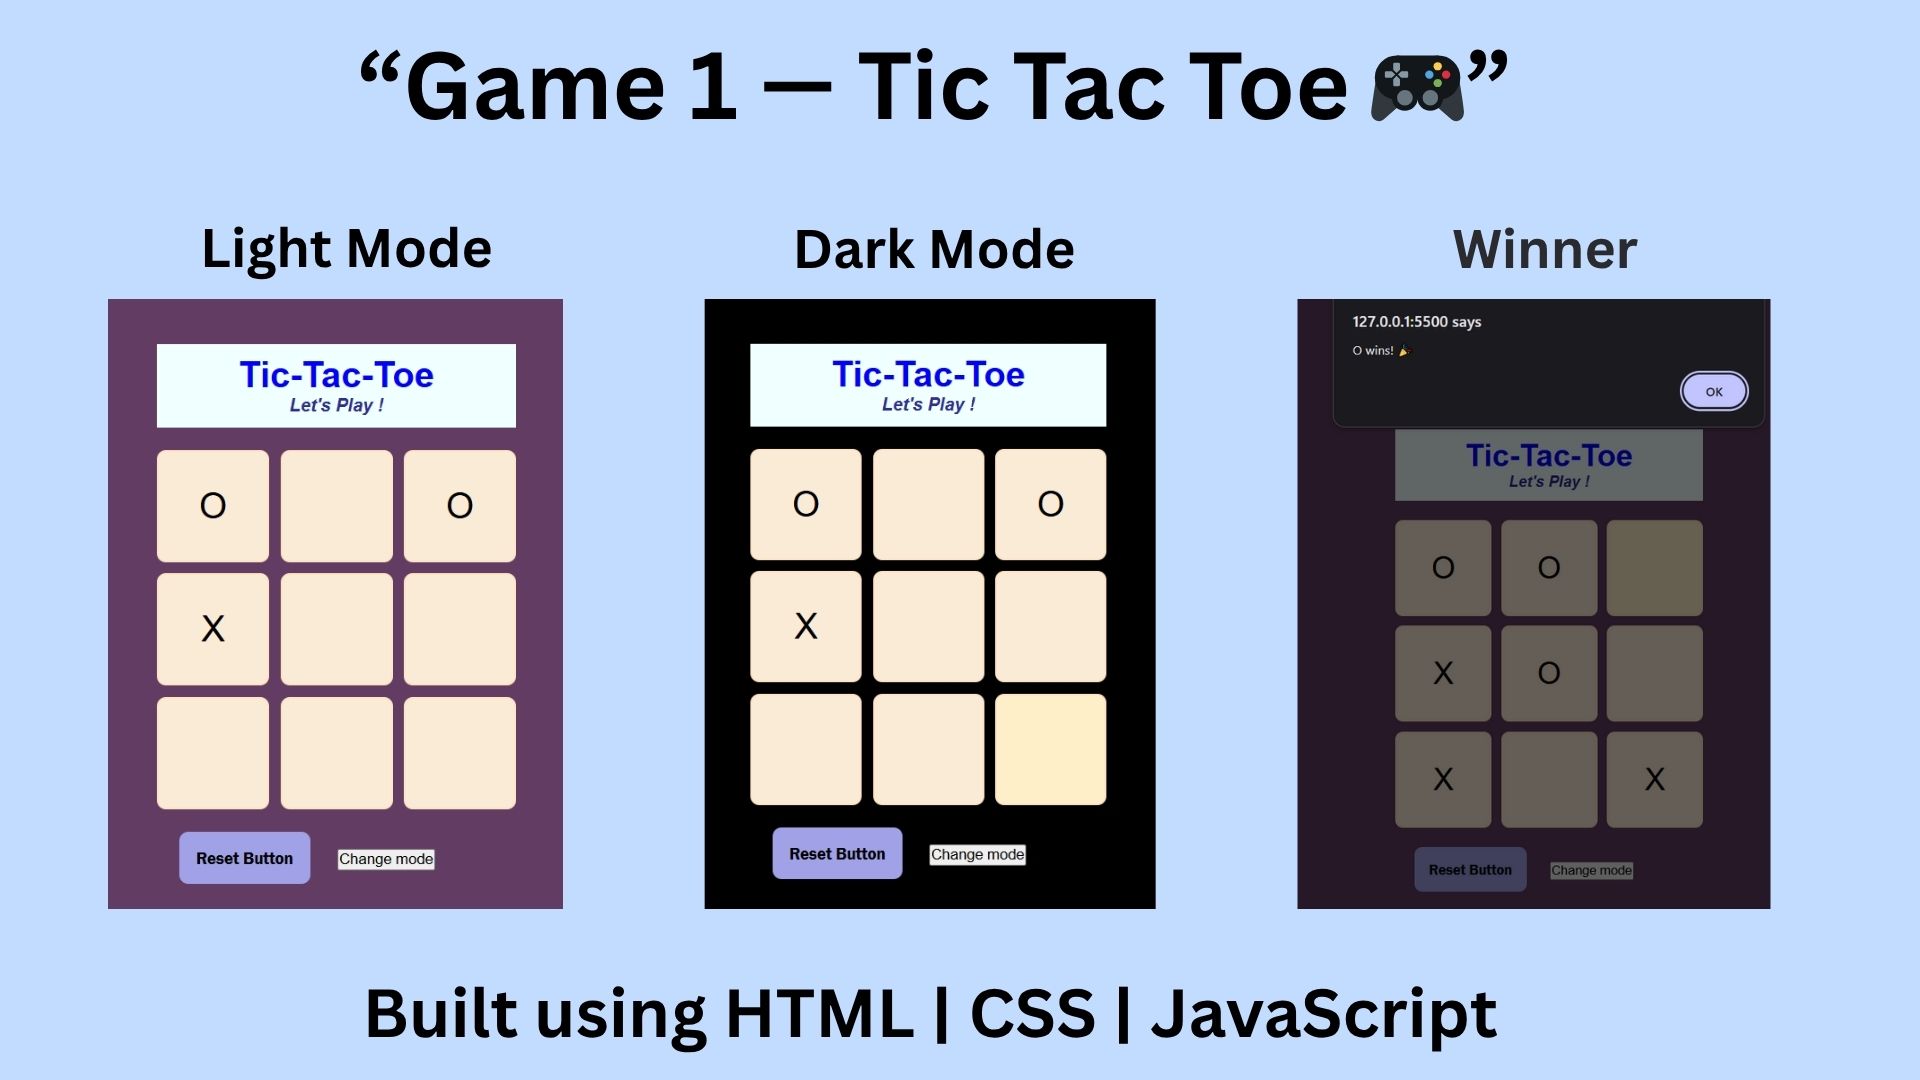 “Game 1 — Tic Tac Toe 🎮”
Light Mode
Tic-Tac-Toe
Let's Play !
O O
X
Reset Button Change mode
Dark Mode
Tic-Tac-Toe
Let's Play !
O O
X
Reset Button Change mode
Winner
127.0.0.1:5500 says
O wins! 🎉
OK
Tic-Tac-Toe
Let's Play !
O O
X O
X X
Reset Button Change mode
Built using HTML | CSS | JavaScript